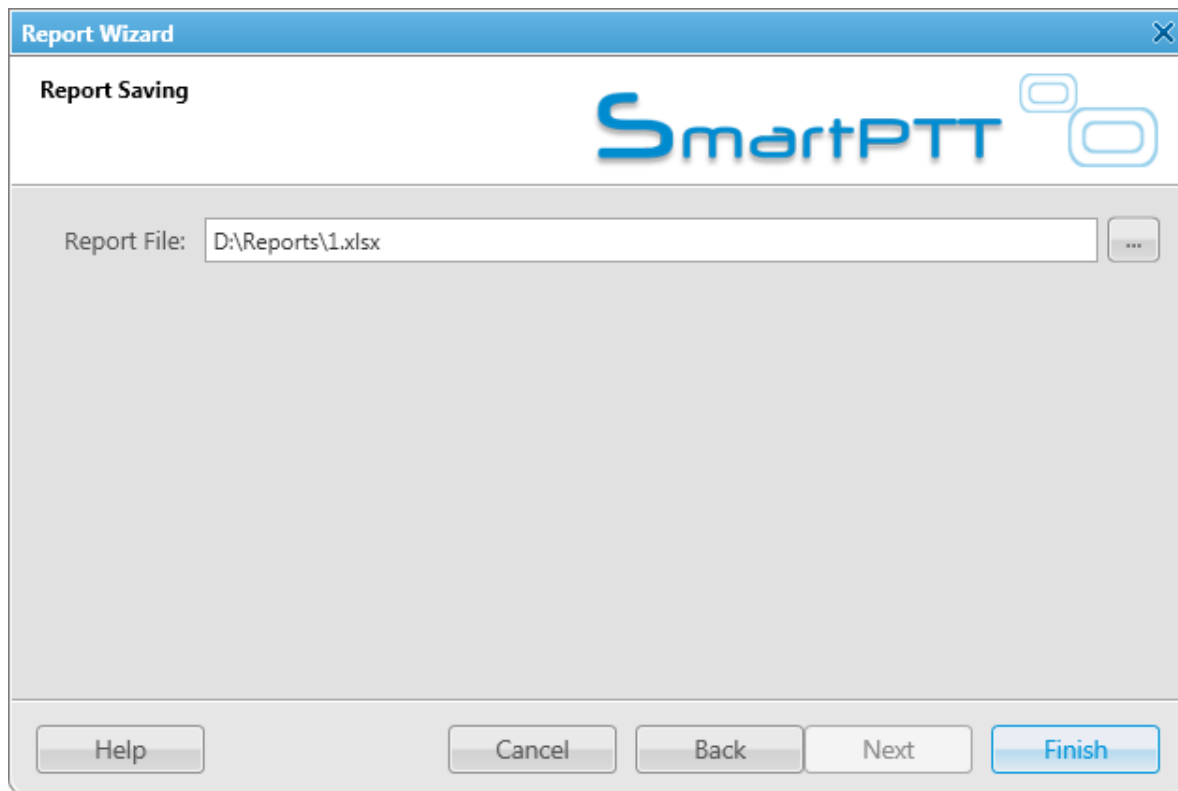 Report Wizard
Report Saving
SmartPTT
Report File: D:\Reports\1.xlsx ...
Help Cancel Back Next Finish